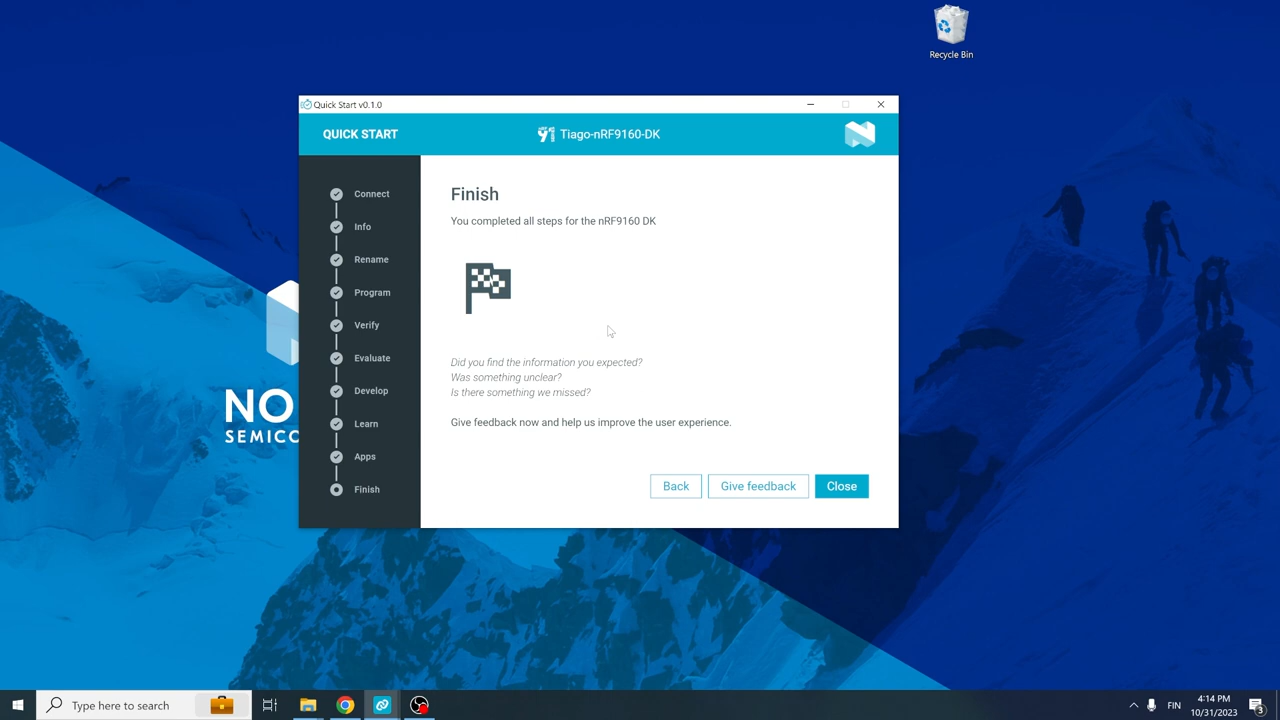 Recycle Bin
Quick Start v0.1.0
QUICK START
91 Tiago-nRF9160-DK
Connect
Info
Rename
Program
Verify
Evaluate
Develop
Learn
Apps
Finish
Finish
You completed all steps for the nRF9160 DK
Did you find the information you expected?
Was something unclear?
Is there something we missed?
Give feedback now and help us improve the user experience.
Back
Give feedback
Close
NO
SEMICO
Type here to search
FIN
4:14 PM
10/31/2023
3